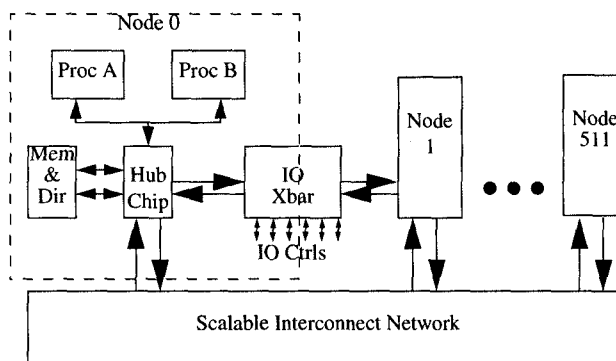 Node 0
Proc A
Proc B
Mem
&
Dir
Hub
Chip
IO
Xbar
IO Ctrls
Node
1
Node
511
Scalable Interconnect Network